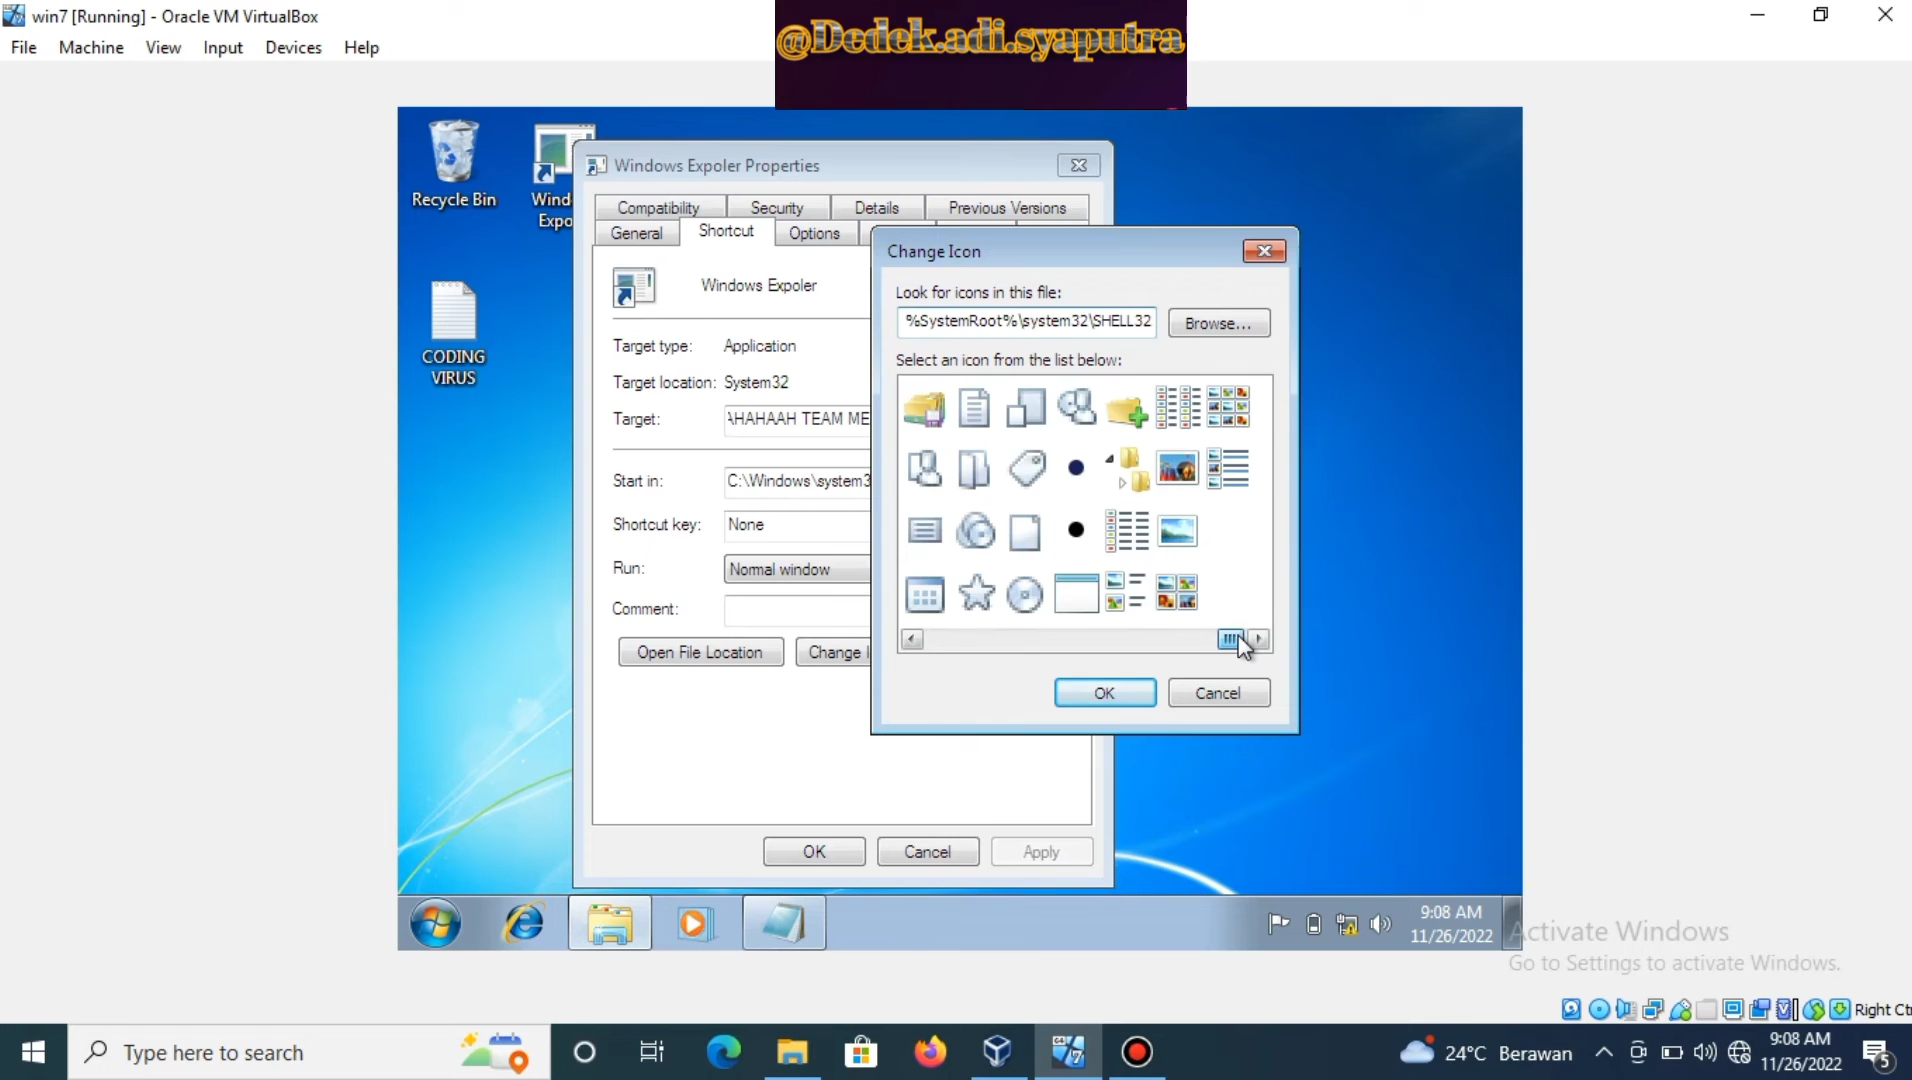 win7 [Running] - Oracle VM VirtualBox
File Machine View Input Devices Help
@Dedek.adi.syaputra
Recycle Bin
Wind
Expo
CODING
VIRUS
Windows Expoler Properties
Compatibility Security Details Previous Versions
General Shortcut Options
Windows Expoler
Target type: Application
Target location: System32
Target: AHAHAAH TEAM ME
Start in: C:\Windows\system3
Shortcut key: None
Run: Normal window
Comment:
Open File Location Change I
OK Cancel Apply
Change Icon
Look for icons in this file:
%SystemRoot%\system32\SHELL32 Browse...
Select an icon from the list below:
OK Cancel
9:08 AM
11/26/2022
Activate Windows
Go to Settings to activate Windows.
Right Ctr
Type here to search
24°C Berawan
9:08 AM
11/26/2022
5